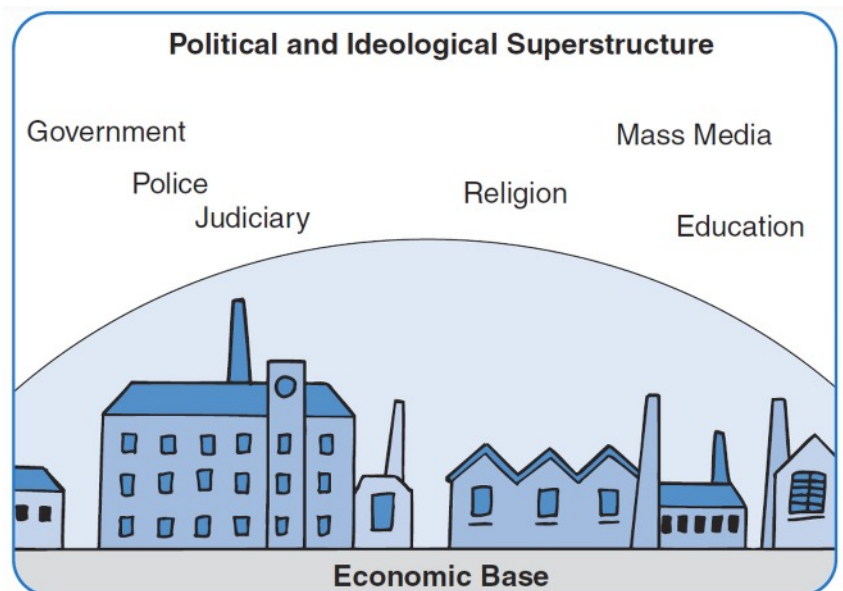 Political and Ideological Superstructure
Government
Mass Media
Police
Religion
Judiciary
Education
Economic Base